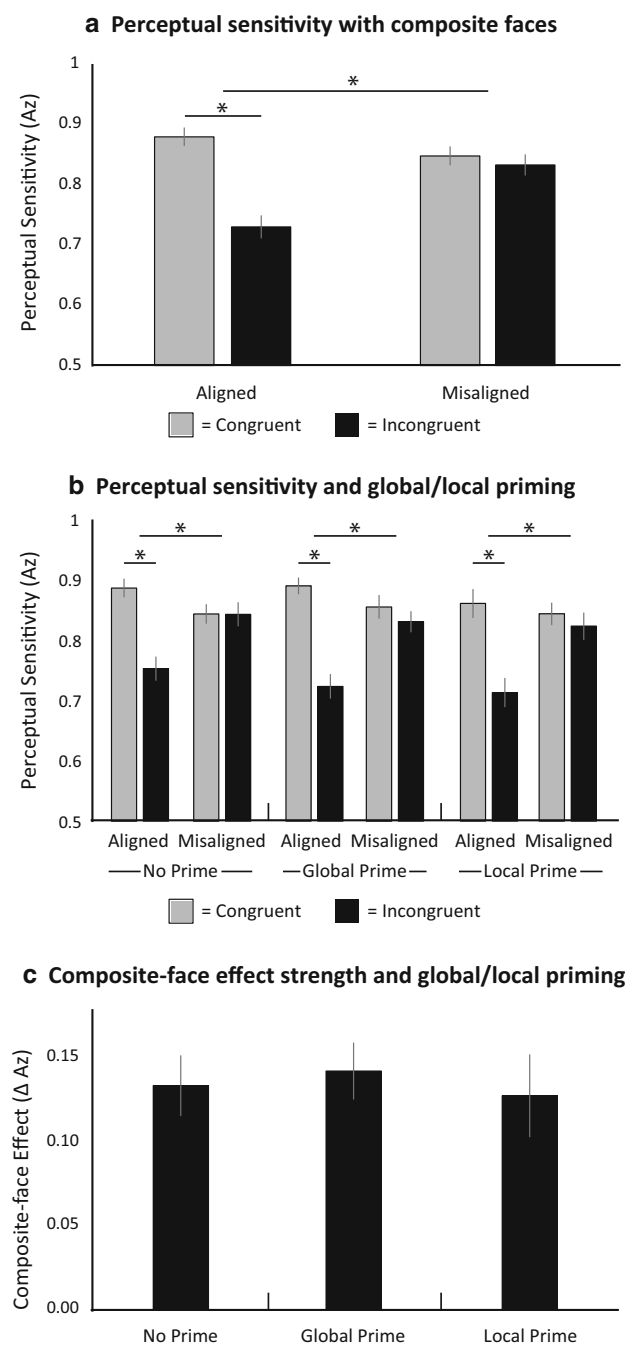 a Perceptual sensitivity with composite faces
Perceptual Sensitivity (Az)
1
0.9
0.8
0.7
0.6
0.5
* *
Aligned Misaligned
= Congruent = Incongruent
b Perceptual sensitivity and global/local priming
Perceptual Sensitivity (Az)
1
0.9
0.8
0.7
0.6
0.5
* * *
* * *
Aligned Misaligned Aligned Misaligned Aligned Misaligned
No Prime Global Prime Local Prime
= Congruent = Incongruent
c Composite-face effect strength and global/local priming
Composite-face Effect (Δ Az)
0.15
0.10
0.05
0.00
No Prime Global Prime Local Prime